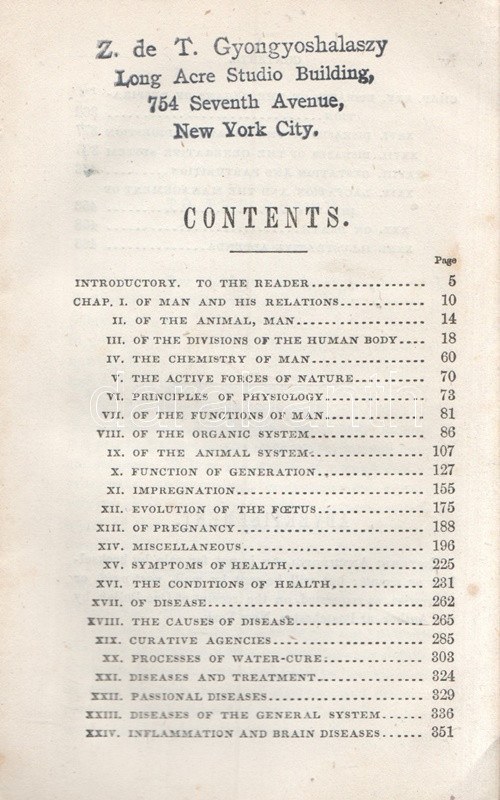 Z. de T. Gyongyoshalaszy
Long Acre Studio Building,
754 Seventh Avenue,
New York City.
CONTENTS.
Page
INTRODUCTORY. TO THE READER 5
CHAP. I. OF MAN AND HIS RELATIONS 10
II. OF THE ANIMAL, MAN 14
III. OF THE DIVISIONS OF THE HUMAN BODY 18
IV. THE CHEMISTRY OF MAN 60
V. THE ACTIVE FORCES OF NATURE 70
VI. PRINCIPLES OF PHYSIOLOGY 73
VII. OF THE FUNCTIONS OF MAN 81
VIII. OF THE ORGANIC SYSTEM 86
IX. OF THE ANIMAL SYSTEM 107
X. FUNCTION OF GENERATION 127
XI. IMPREGNATION 155
XII. EVOLUTION OF THE FŒTUS 175
XIII. OF PREGNANCY 188
XIV. MISCELLANEOUS 196
XV. SYMPTOMS OF HEALTH 225
XVI. THE CONDITIONS OF HEALTH 231
XVII. OF DISEASE 262
XVIII. THE CAUSES OF DISEASE 265
XIX. CURATIVE AGENCIES 285
XX. PROCESSES OF WATER-CURE 303
XXI. DISEASES AND TREATMENT 324
XXII. PASSIONAL DISEASES 329
XXIII. DISEASES OF THE GENERAL SYSTEM 336
XXIV. INFLAMMATION AND BRAIN DISEASES 351